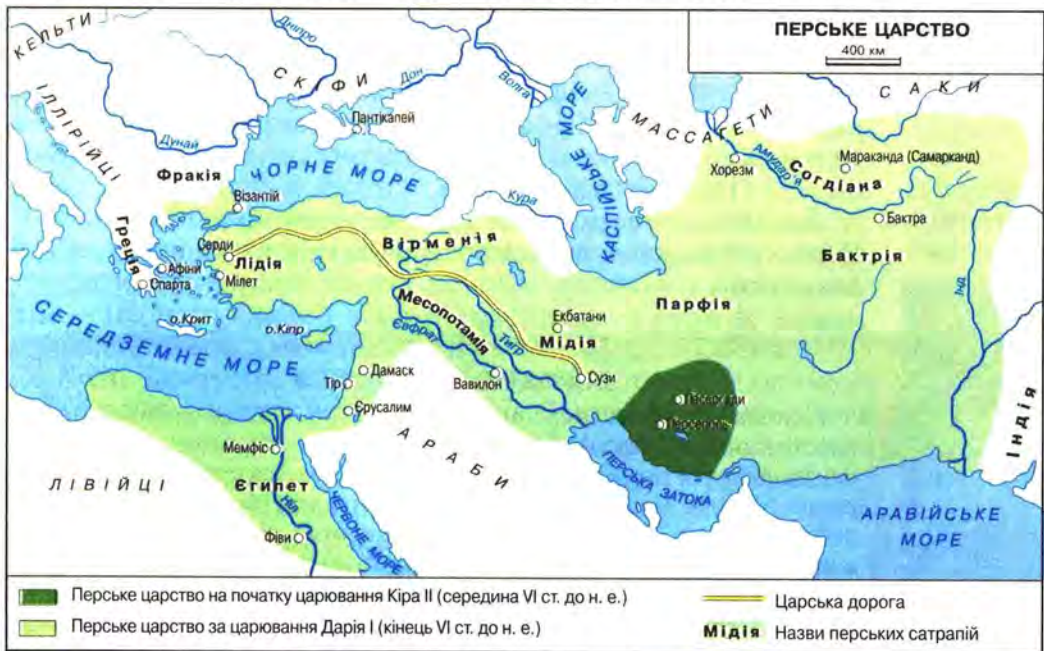 ПЕРСЬКЕ ЦАРСТВО
400 км
КЕЛЬТИ
Дніпро
СКІФИ
Дон
Волга
ІЛЛІРІЙЦІ
Дунай
Пантікапей
КАСПІЙСЬКЕ МОРЕ
МАССАГЕТИ
САКИ
Хорезм
Амудар'я
Согдіана
Мараканда (Самарканд)
Фракія
ЧОРНЕ МОРЕ
Візантій
Кура
Бактра
Бактрія
Греція
Серди
Лідія
Вірменія
Афіни
Спарта
Мілет
Парфія
Інд
СЕРЕДЗЕМНЕ МОРЕ
о.Крит
о.Кіпр
Месопотамія
Євфрат
Тигр
Екбатани
Мідія
Дамаск
Тір
Вавилон
Сузи
Єрусалим
Пасаргади
Персеполь
АРАБИ
Мемфіс
ЛІВІЙЦІ
Єгипет
Ніл
ЧЕРВОНЕ МОРЕ
Фіви
ПЕРСЬКА ЗАТОКА
Індія
АРАВІЙСЬКЕ
МОРЕ
Перське царство на початку царювання Кіра II (середина VI ст. до н. е.)
Царська дорога
Перське царство за царювання Дарія I (кінець VI ст. до н. е.)
Мідія Назви перських сатрапій